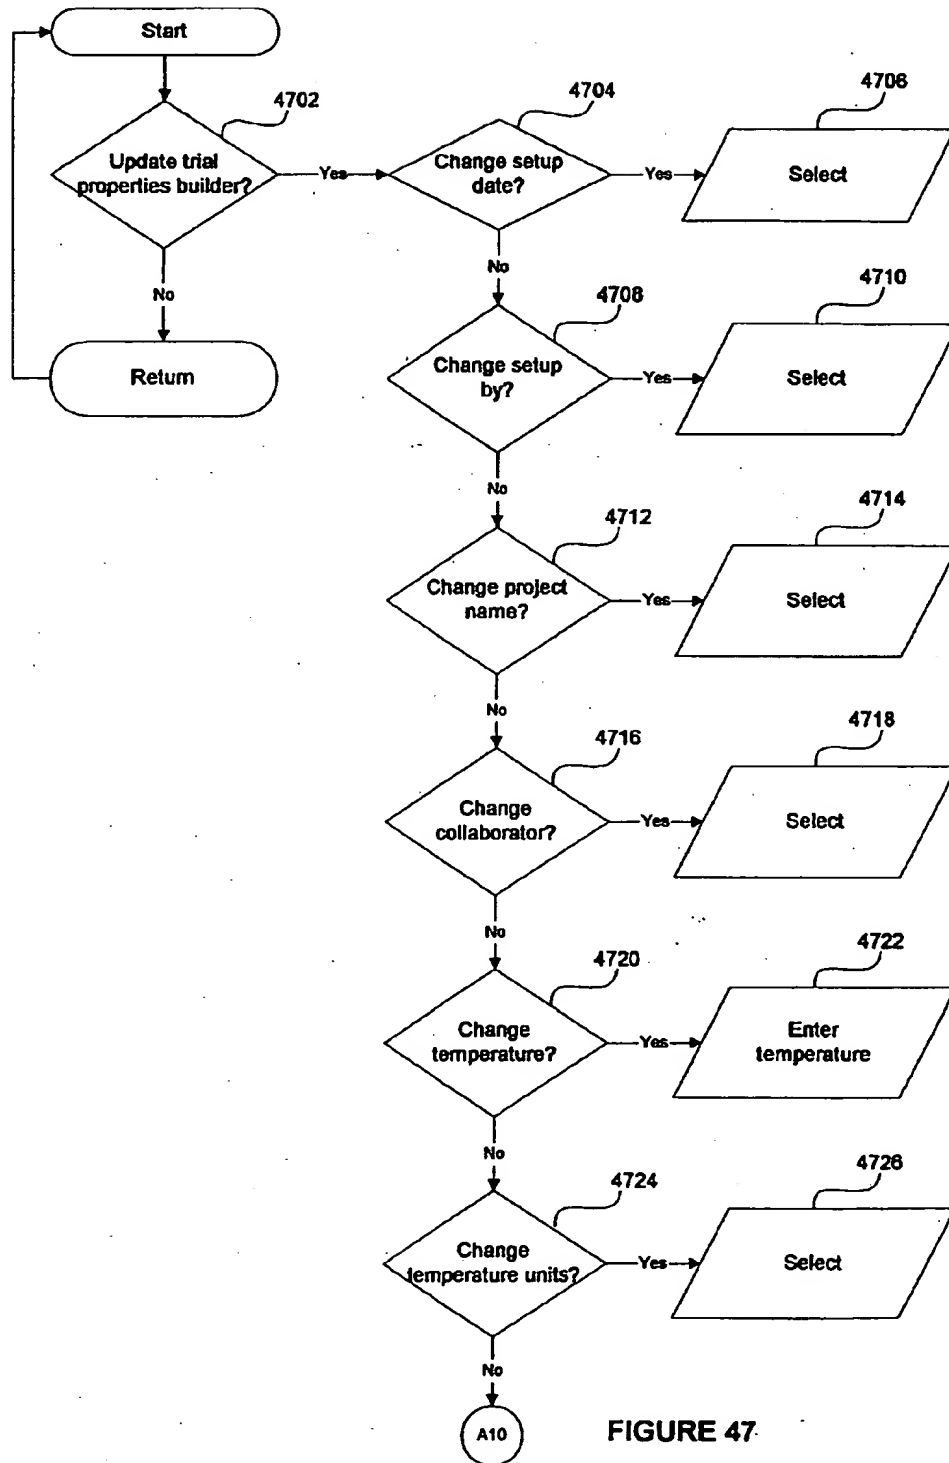 Start
4702
Update trial
properties builder?
Yes
4704
Change setup
date?
Yes
4706
Select
No
Return
No
4708
Change setup
by?
Yes
4710
Select
No
4712
Change project
name?
Yes
4714
Select
No
4716
Change
collaborator?
Yes
4718
Select
No
4720
Change
temperature?
Yes
4722
Enter
temperature
No
4724
Change
temperature units?
Yes
4726
Select
No
A10
FIGURE 47